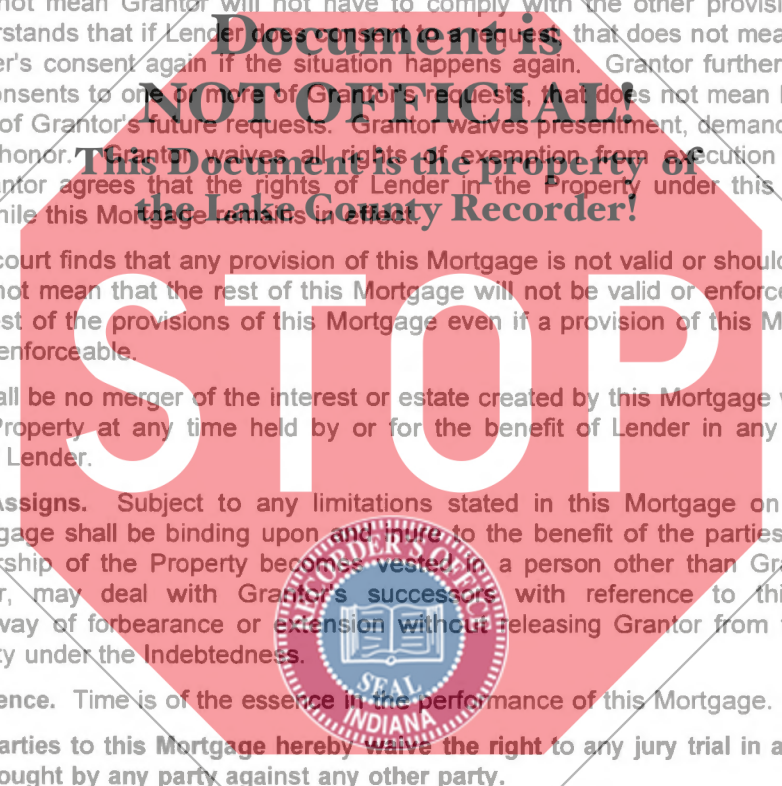 not mean Grantor will not have to comply with the other provis
rstands that if Lender does consent to a request, that does not mea
Document is
er's consent again if the situation happens again. Grantor further
onsents to one or more of Grantor's requests, that does not mean
NOT OFFICIAL!
of Grantor's future requests. Grantor waives presentment, demand
honor. Grantor waives all rights of exemption from execution
This Document is the property of
antor agrees that the rights of Lender in the Property under this
hile this Mortgage remains in effect.
the Lake County Recorder!
court finds that any provision of this Mortgage is not valid or should
not mean that the rest of this Mortgage will not be valid or enforce
est of the provisions of this Mortgage even if a provision of this M
enforceable.
STOP
all be no merger of the interest or estate created by this Mortgage
Property at any time held by or for the benefit of Lender in any
Lender.
Assigns. Subject to any limitations stated in this Mortgage on
gage shall be binding upon and inure to the benefit of the parties
rship of the Property becomes vested in a person other than Gra
r, may deal with Grantor's successors with reference to thi
way of forbearance or extension without releasing Grantor from
ty under the Indebtedness.
RECORDER'S OFFICE
SEAL
INDIANA
ence. Time is of the essence in the performance of this Mortgage.
arties to this Mortgage hereby waive the right to any jury trial in a
ought by any party against any other party.